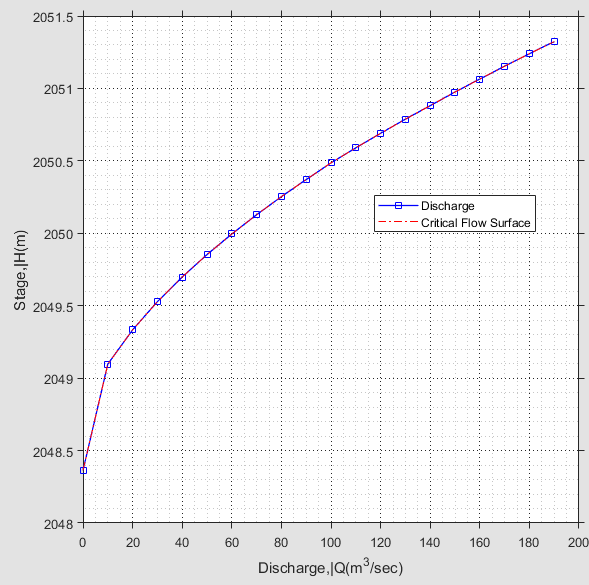 2051.5
2051
2050.5
2050
2049.5
2049
2048.5
2048
Stage,|H(m)
Discharge
Critical Flow Surface
0 20 40 60 80 100 120 140 160 180 200
Discharge,|Q(m³/sec)